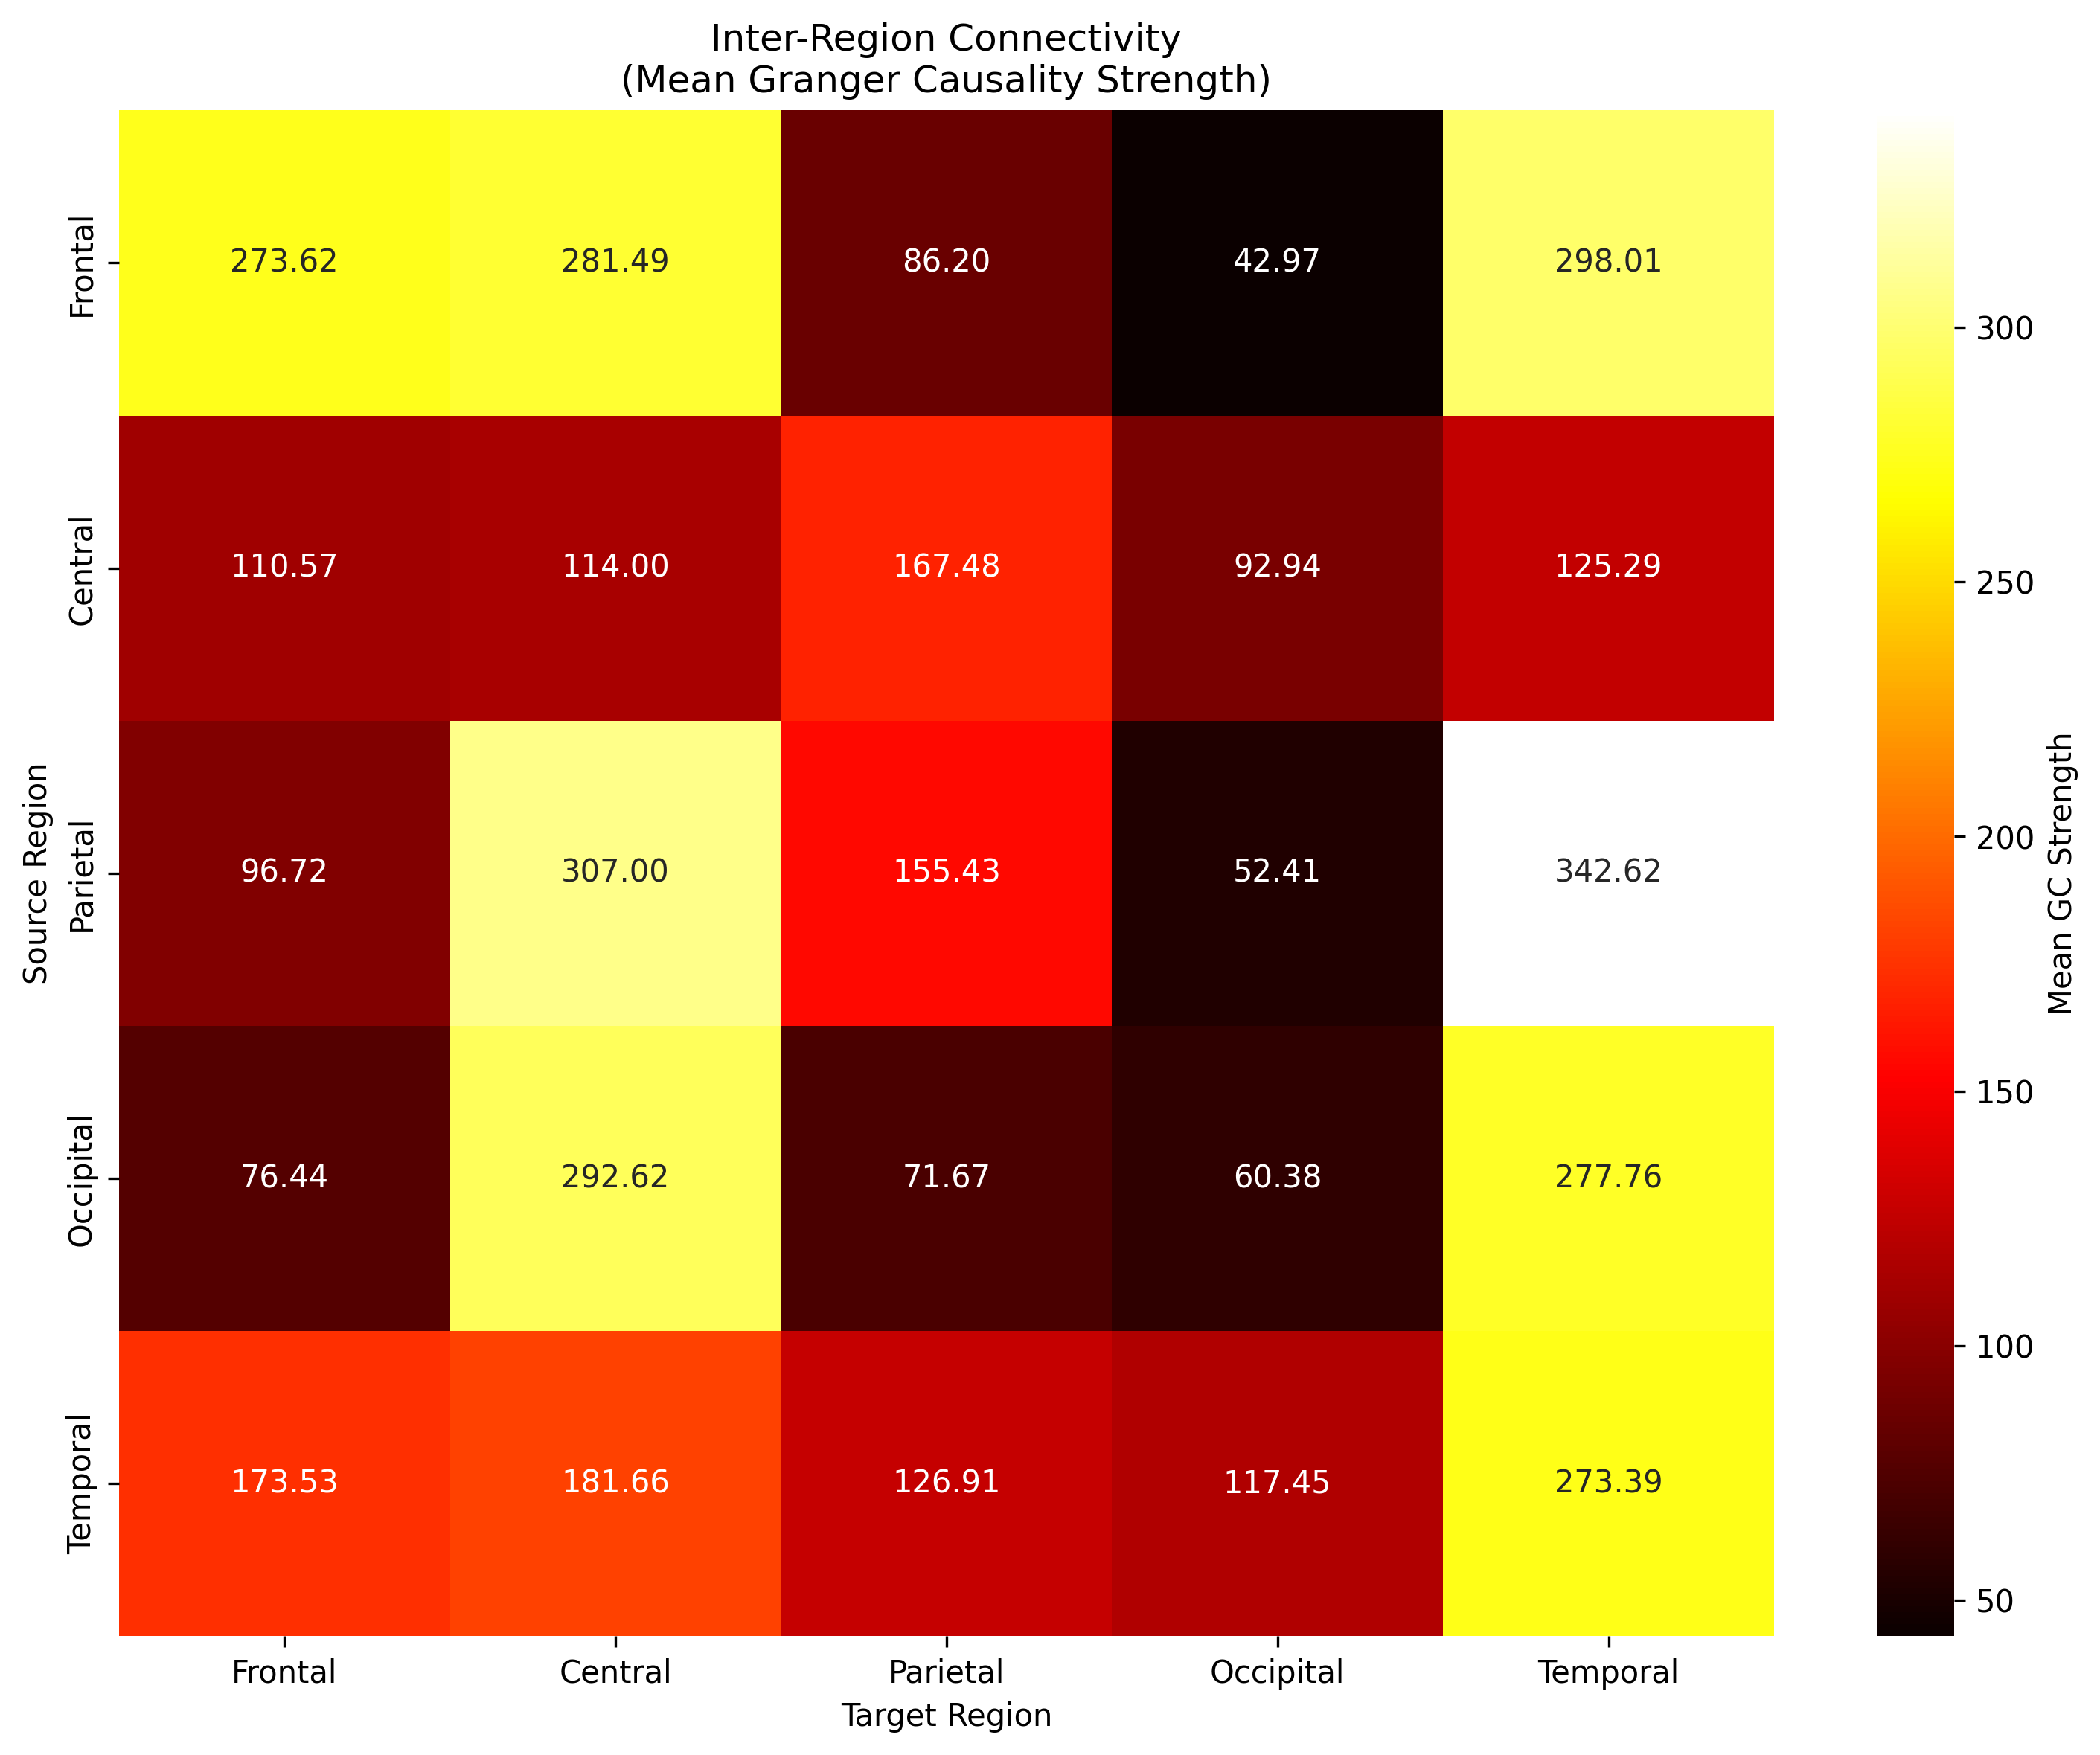 Inter-Region Connectivity
(Mean Granger Causality Strength)
Source Region
Frontal
273.62 281.49 86.20 42.97 298.01
Central
110.57 114.00 167.48 92.94 125.29
Parietal
96.72 307.00 155.43 52.41 342.62
Occipital
76.44 292.62 71.67 60.38 277.76
Temporal
173.53 181.66 126.91 117.45 273.39
Frontal Central Parietal Occipital Temporal
Target Region
300
250
200
150
100
50
Mean GC Strength